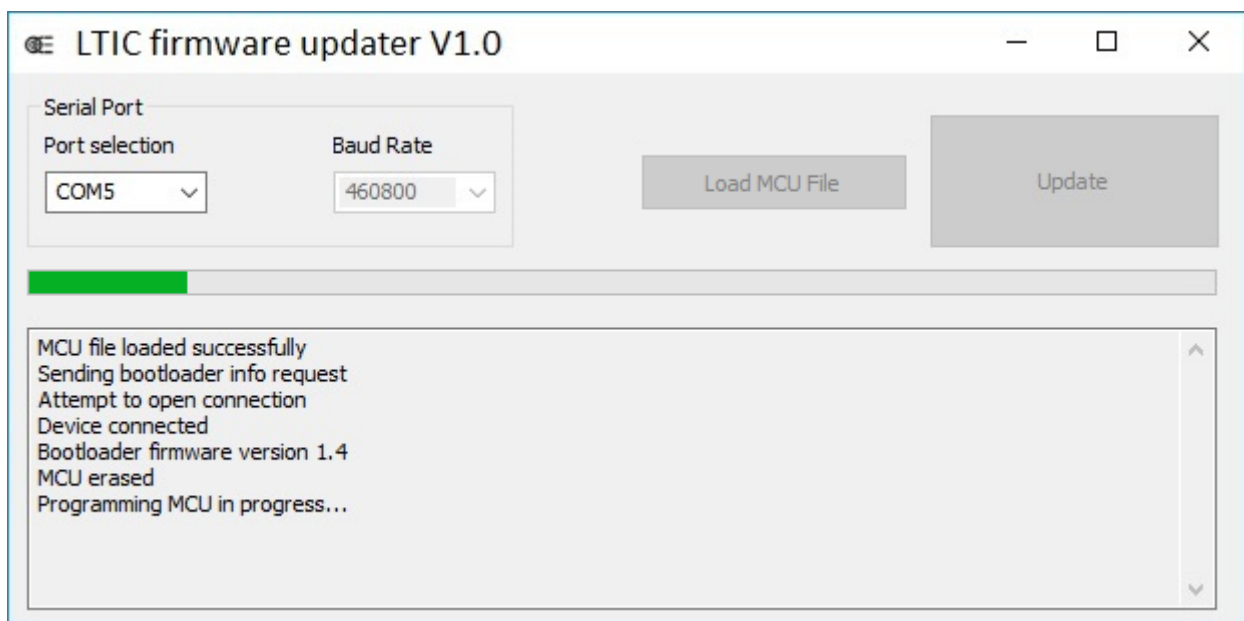 LTIC firmware updater V1.0
Serial Port
Port selection
Baud Rate
COM5
460800
Load MCU File
Update
MCU file loaded successfully
Sending bootloader info request
Attempt to open connection
Device connected
Bootloader firmware version 1.4
MCU erased
Programming MCU in progress...